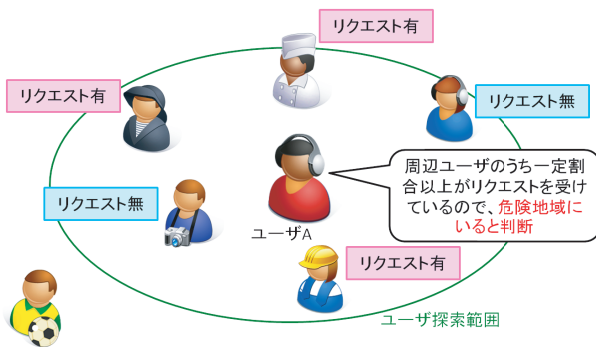 リクエスト有
リクエスト有
リクエスト無
周辺ユーザのうち一定割
合以上がリクエストを受け
ているので、危険地域に
いると判断
リクエスト無
ユーザA
リクエスト有
ユーザ探索範囲